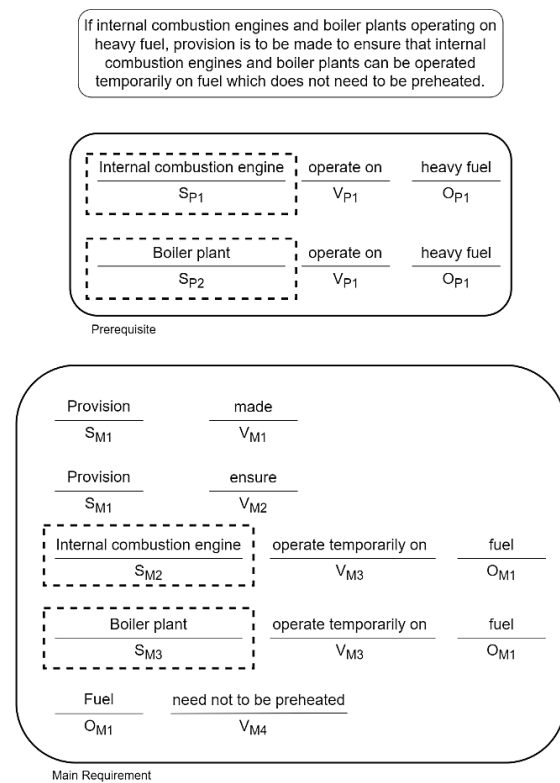 If internal combustion engines and boiler plants operating on
heavy fuel, provision is to be made to ensure that internal
combustion engines and boiler plants can be operated
temporarily on fuel which does not need to be preheated.
Internal combustion engine operate on heavy fuel
SP1 VP1 OP1
Boiler plant operate on heavy fuel
SP2 VP1 OP1
Prerequisite
Provision made
SM1 VM1
Provision ensure
SM1 VM2
Internal combustion engine operate temporarily on fuel
SM2 VM3 OM1
Boiler plant operate temporarily on fuel
SM3 VM3 OM1
Fuel need not to be preheated
OM1 VM4
Main Requirement